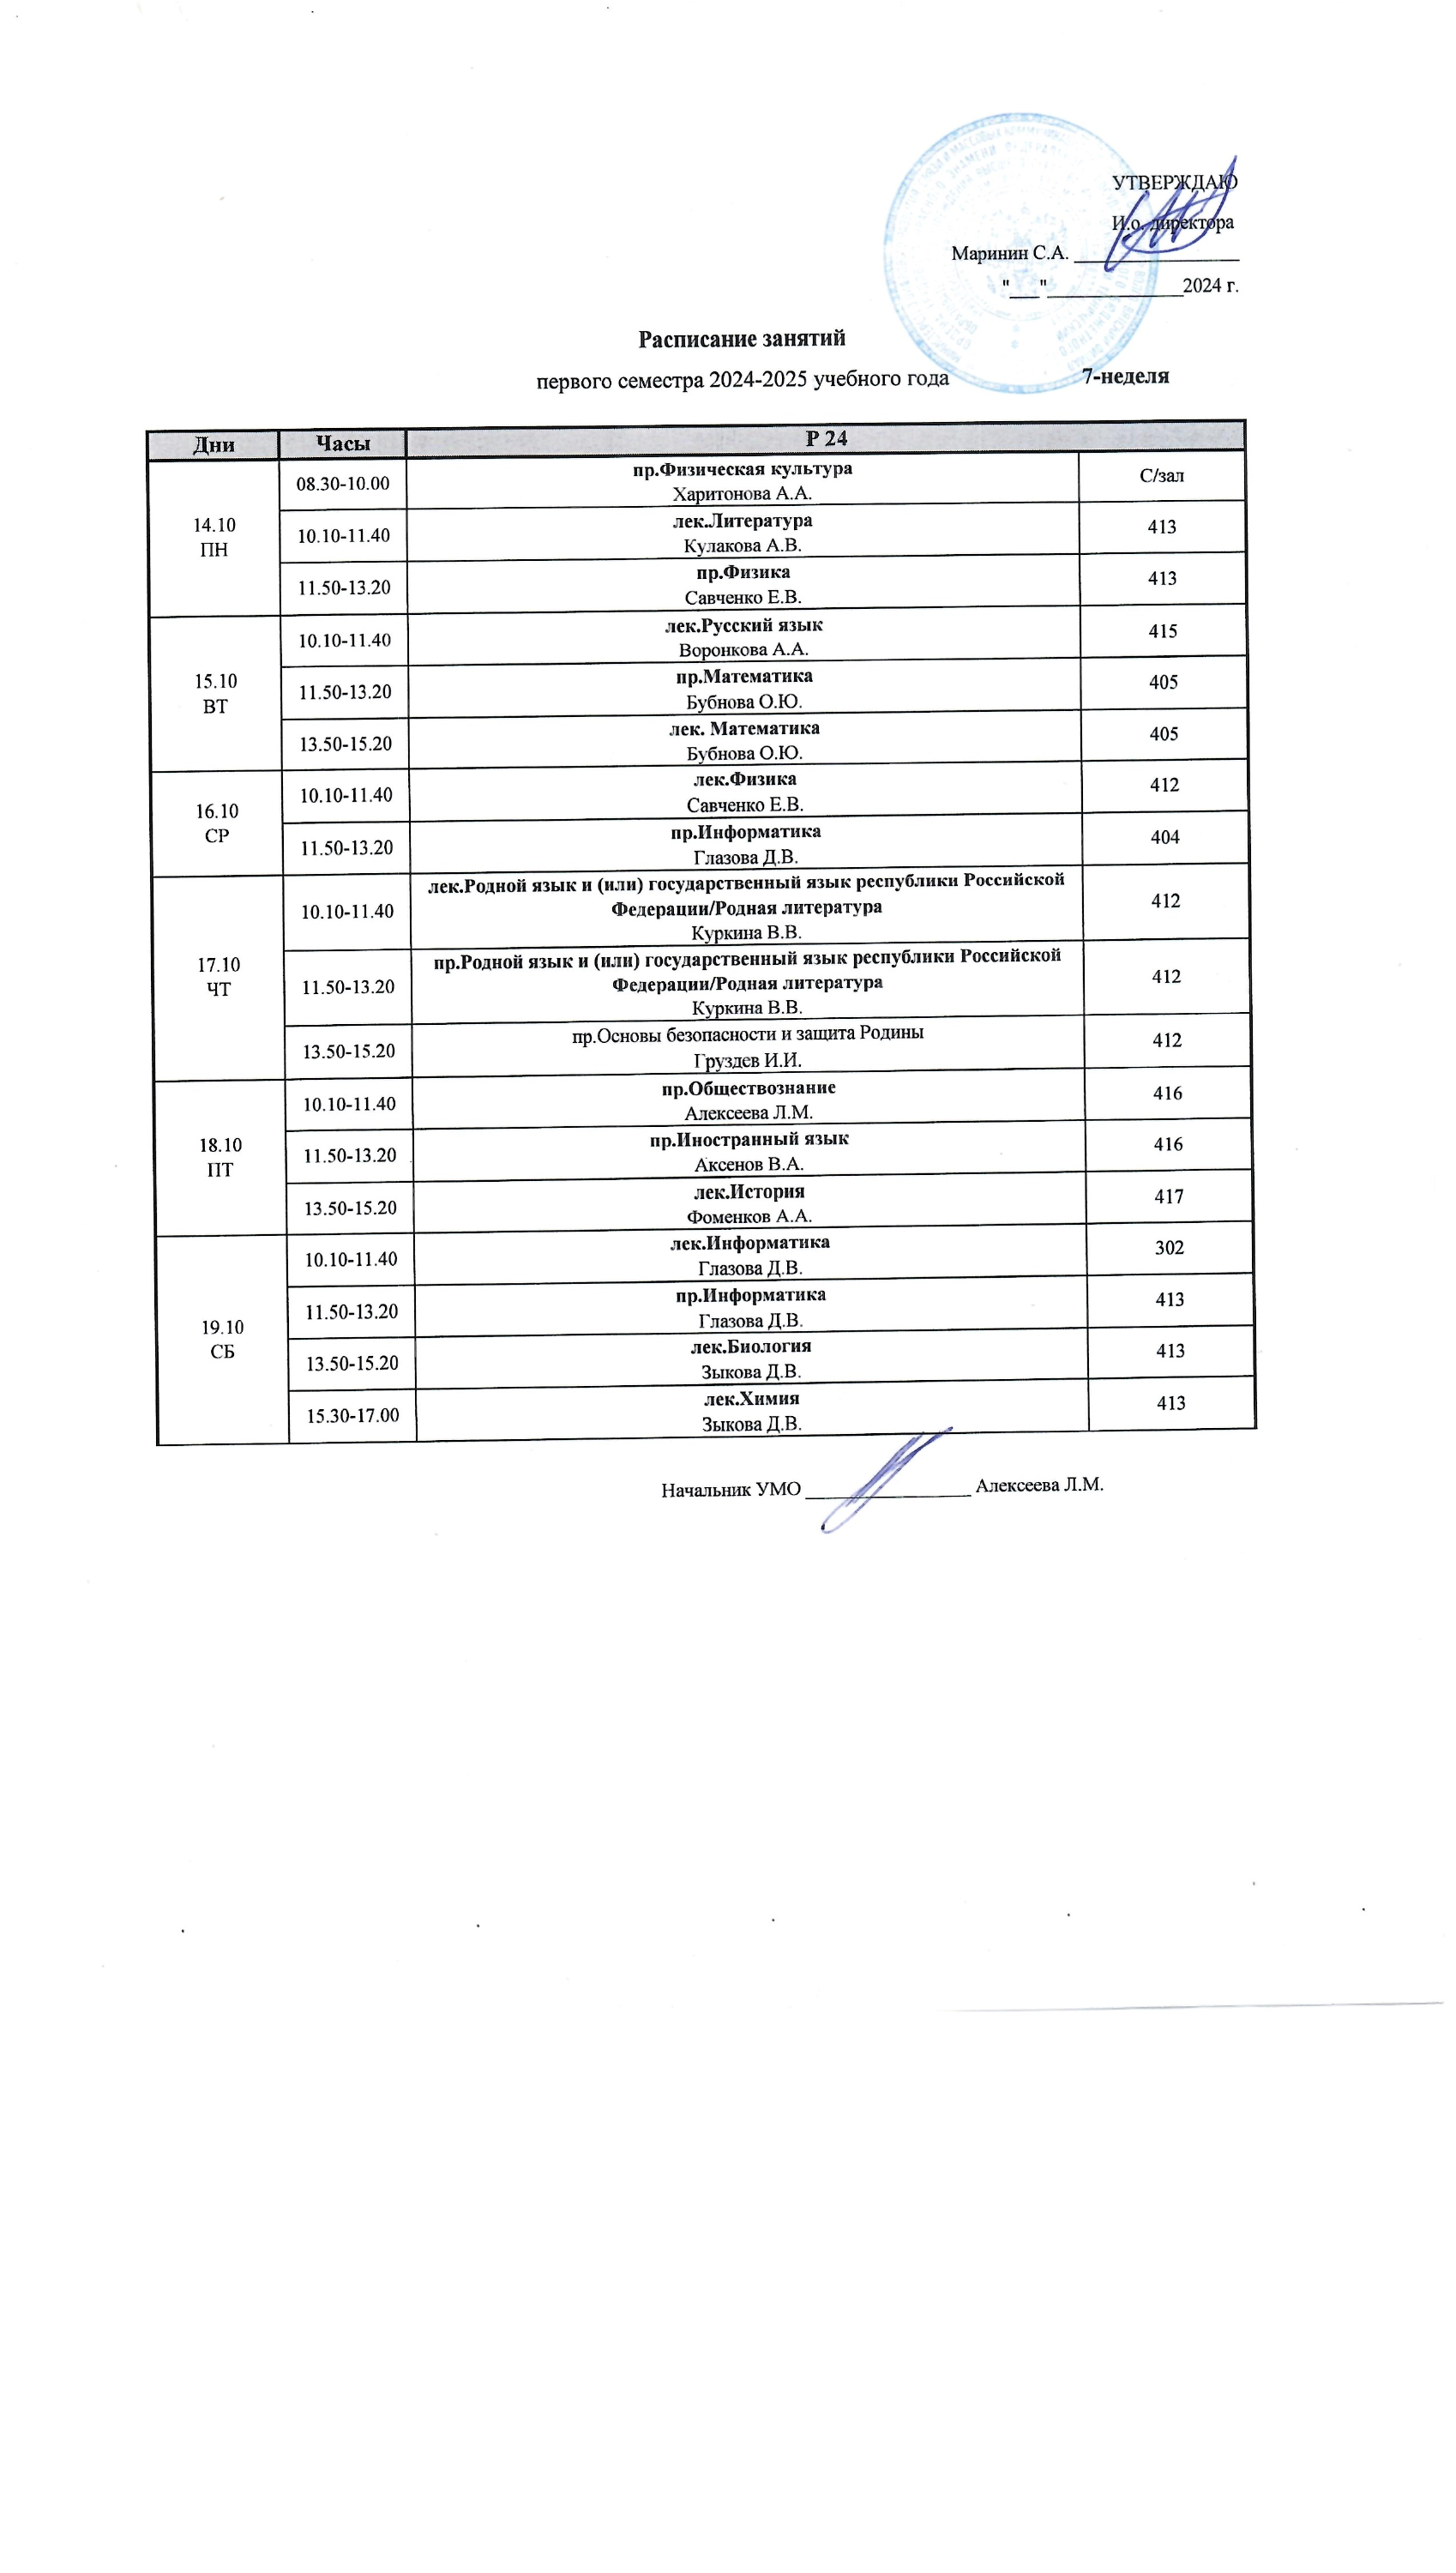 УТВЕРЖДАЮ
И.о. директора
Маринин С.А. _________________
"___"______________2024 г.
Расписание занятий
первого семестра 2024-2025 учебного года 7-неделя
Дни Часы Р 24
14.10
ПН
08.30-10.00 пр.Физическая культура
Харитонова А.А. С/зал
10.10-11.40 лек.Литература
Кулакова А.В. 413
11.50-13.20 пр.Физика
Савченко Е.В. 413
15.10
ВТ
10.10-11.40 лек.Русский язык
Воронкова А.А. 415
11.50-13.20 пр.Математика
Бубнова О.Ю. 405
13.50-15.20 лек. Математика
Бубнова О.Ю. 405
16.10
СР
10.10-11.40 лек.Физика
Савченко Е.В. 412
11.50-13.20 пр.Информатика
Глазова Д.В. 404
17.10
ЧТ
10.10-11.40 лек.Родной язык и (или) государственный язык республики Российской
Федерации/Родная литература
Куркина В.В. 412
11.50-13.20 пр.Родной язык и (или) государственный язык республики Российской
Федерации/Родная литература
Куркина В.В. 412
13.50-15.20 пр.Основы безопасности и защита Родины
Груздев И.И. 412
18.10
ПТ
10.10-11.40 пр.Обществознание
Алексеева Л.М. 416
11.50-13.20 пр.Иностранный язык
Аксенов В.А. 416
13.50-15.20 лек.История
Фоменков А.А. 417
19.10
СБ
10.10-11.40 лек.Информатика
Глазова Д.В. 302
11.50-13.20 пр.Информатика
Глазова Д.В. 413
13.50-15.20 лек.Биология
Зыкова Д.В. 413
15.30-17.00 лек.Химия
Зыкова Д.В. 413
Начальник УМО _________________ Алексеева Л.М.